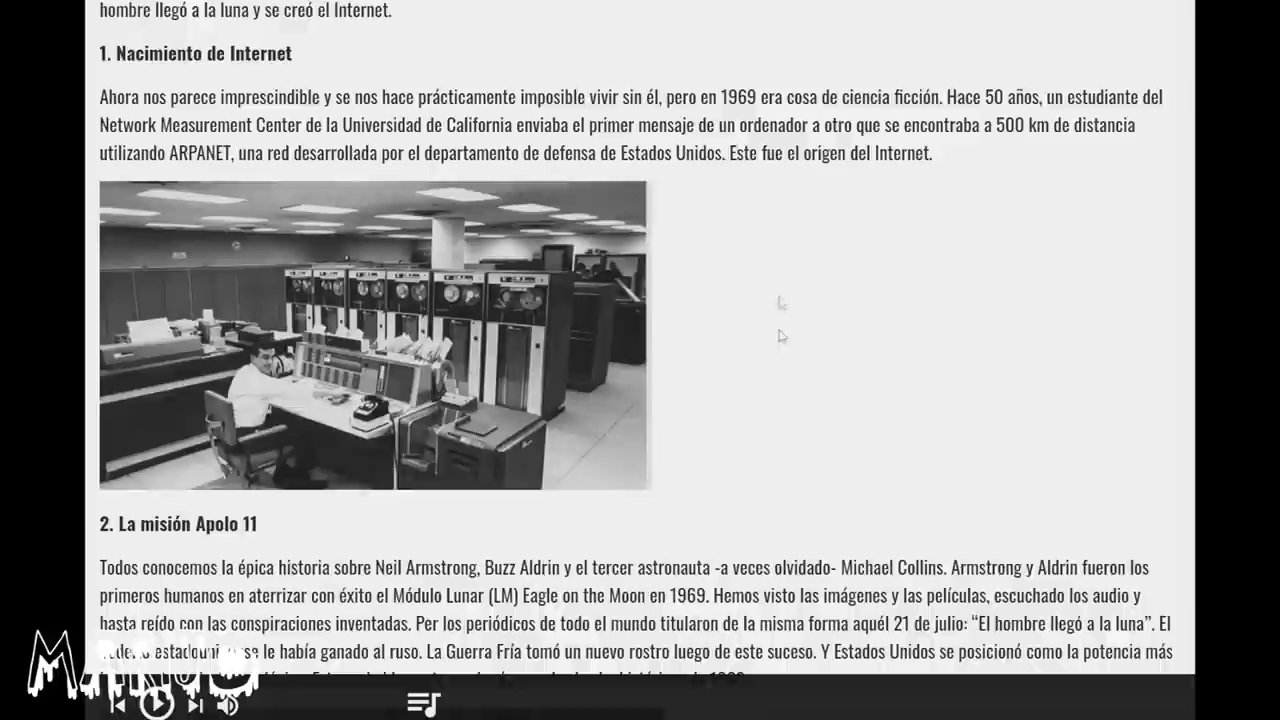 hombre llegó a la luna y se creó el Internet.
1. Nacimiento de Internet
Ahora nos parece imprescindible y se nos hace prácticamente imposible vivir sin él, pero en 1969 era cosa de ciencia ficción. Hace 50 años, un estudiante del
Network Measurement Center de la Universidad de California enviaba el primer mensaje de un ordenador a otro que se encontraba a 500 km de distancia
utilizando ARPANET, una red desarrollada por el departamento de defensa de Estados Unidos. Este fue el origen del Internet.
2. La misión Apolo 11
Todos conocemos la épica historia sobre Neil Armstrong, Buzz Aldrin y el tercer astronauta -a veces olvidado- Michael Collins. Armstrong y Aldrin fueron los
primeros humanos en aterrizar con éxito el Módulo Lunar (LM) Eagle on the Moon en 1969. Hemos visto las imágenes y las películas, escuchado los audio y
hasta reído con las conspiraciones inventadas. Per los periódicos de todo el mundo titularon de la misma forma aquél 21 de julio: “El hombre llegó a la luna”. El
se le había ganado al ruso. La Guerra Fría tomó un nuevo rostro luego de este suceso. Y Estados Unidos se posicionó como la potencia más